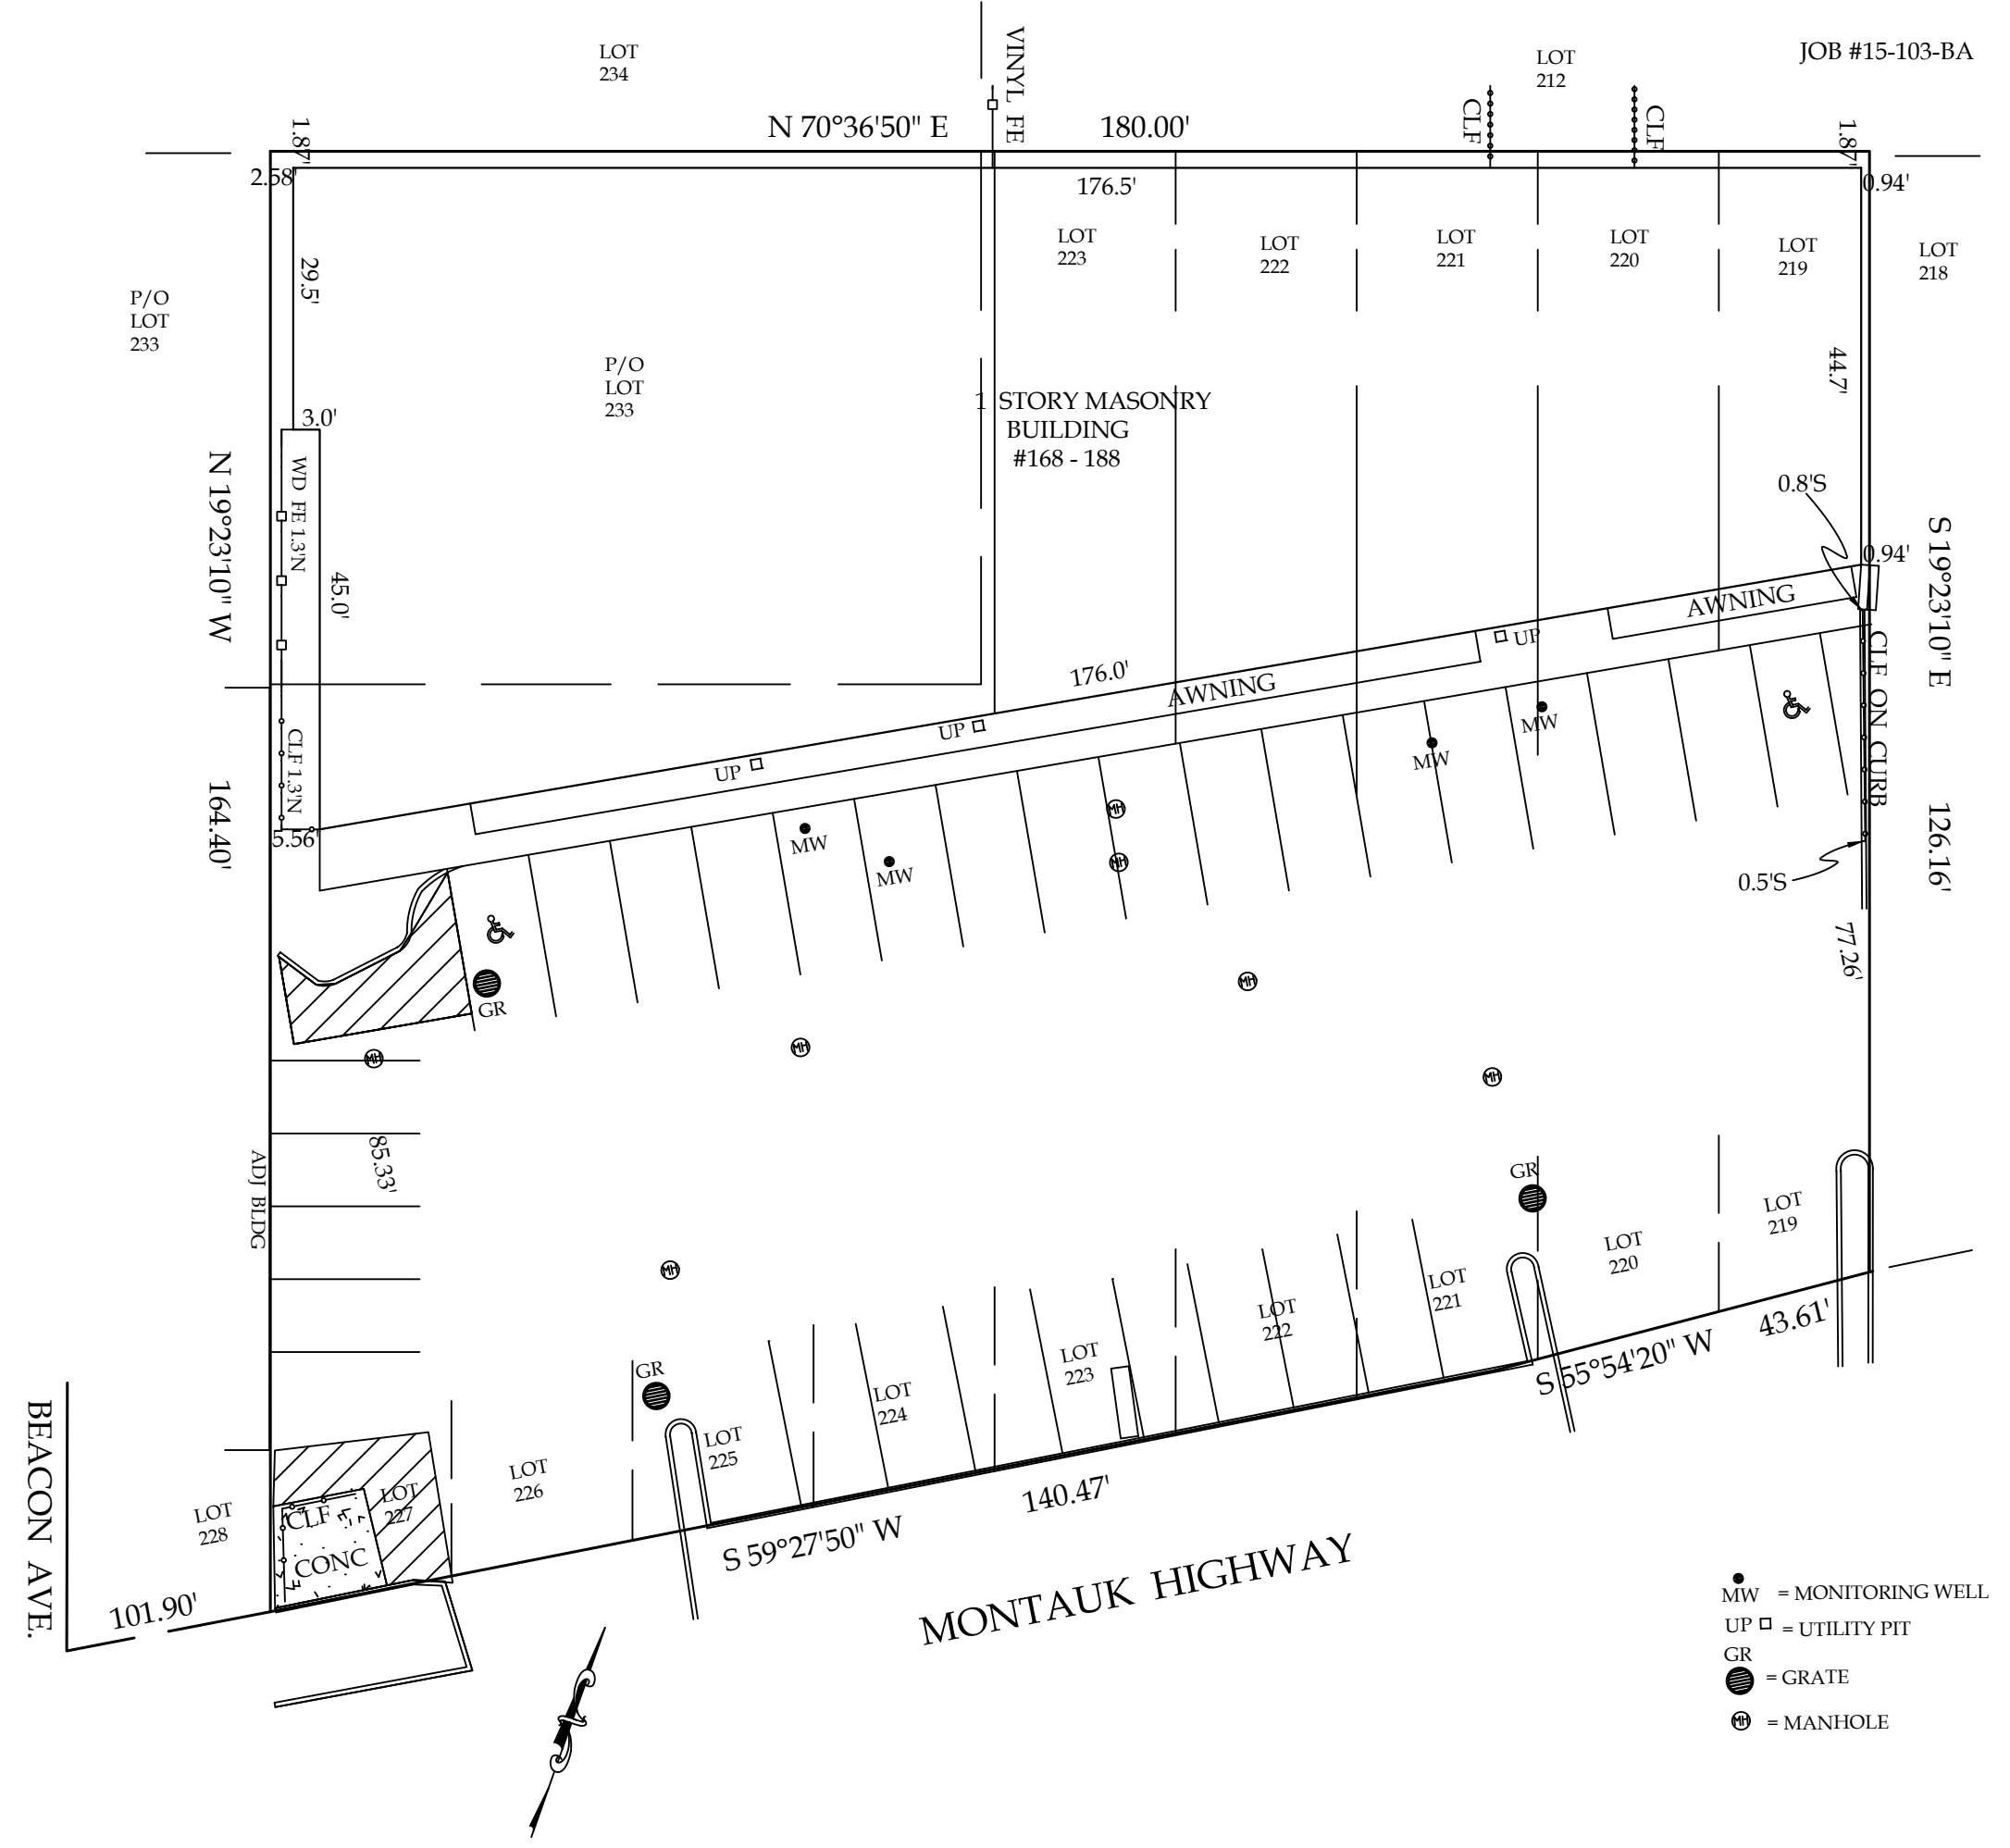 JOB #15-103-BA
LOT
234
VINYL FE
LOT
212
CLF
CLF
N 70°36'50" E
180.00'
1.87'
1.87'
2.58'
176.5'
0.94'
LOT
223
LOT
222
LOT
221
LOT
220
LOT
219
LOT
218
29.5'
P/O
LOT
233
P/O
LOT
233
44.7'
1 STORY MASONRY
BUILDING
#168 - 188
3.0'
WD FE 1.3'N
N 19°23'10" W
0.8'S
0.94'
S 19°23'10" E
45.0'
AWNING
UP
176.0'
AWNING
CLF ON CURB
UP
UP
CLF 1.3'N
MW
MW
164.40'
5.56'
MH
MW
MW
MH
126.16'
0.5'S
77.26'
GR
MH
MH
MH
MH
85.33'
ADJ BLDG
GR
LOT
219
LOT
220
MH
LOT
221
LOT
222
43.61'
S 55°54'20" W
GR
LOT
223
LOT
224
LOT
225
LOT
226
LOT
227
LOT
228
CLF
CONC
BEACON AVE.
140.47'
S 59°27'50" W
101.90'
MONTAUK HIGHWAY
MW = MONITORING WELL
UP = UTILITY PIT
GR
= GRATE
MH = MANHOLE